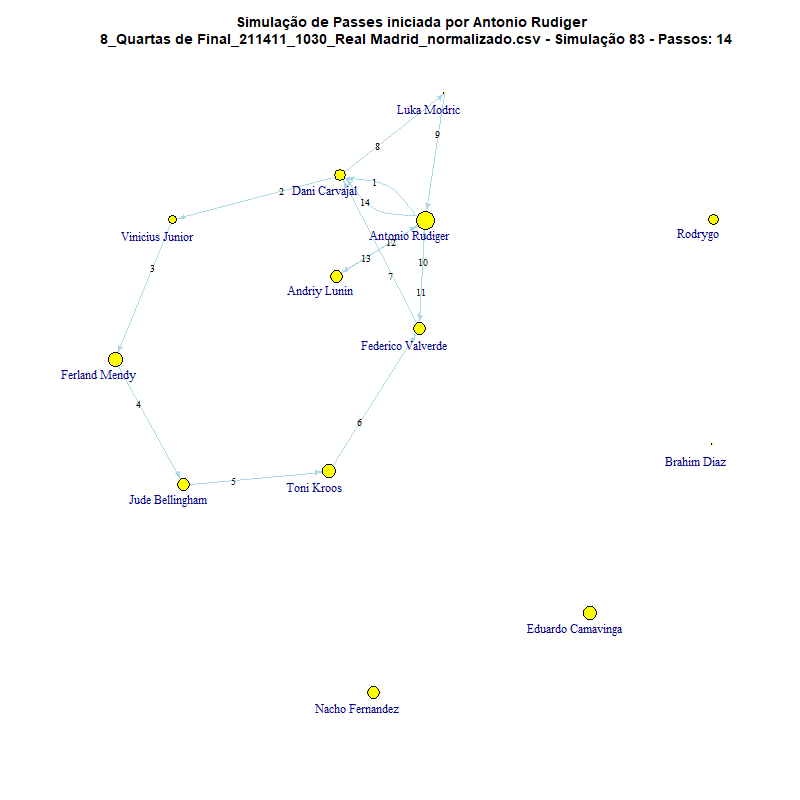 Simulação de Passes iniciada por Antonio Rudiger
8_Quartas de Final_211411_1030_Real Madrid_normalizado.csv - Simulação 83 - Passos: 14
Luka Modric
9
8
1
Dani Carvajal
2
14
Vinicius Junior
Antonio Rudiger
Rodrygo
12
13
10
3
7
Andriy Lunin
11
Federico Valverde
Ferland Mendy
4
6
Brahim Diaz
5
Toni Kroos
Jude Bellingham
Eduardo Camavinga
Nacho Fernandez